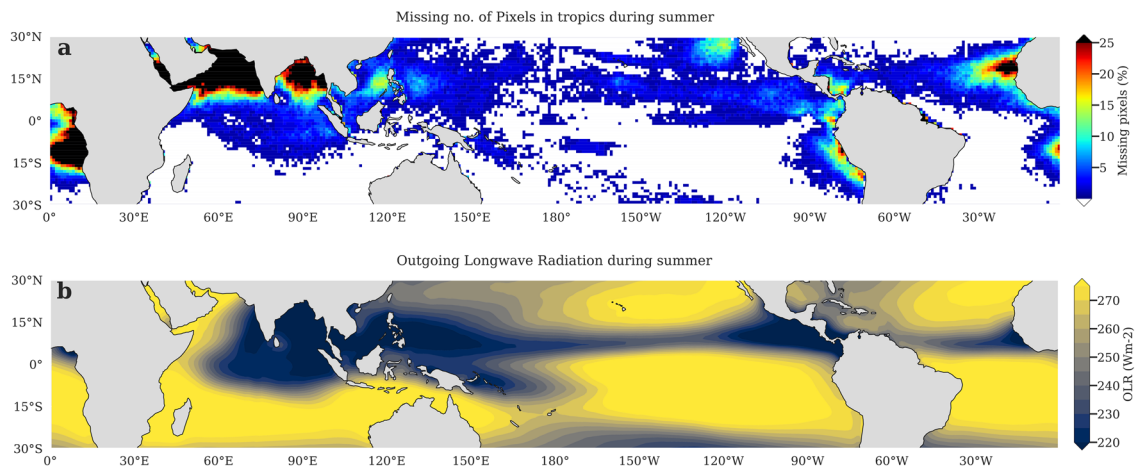 Missing no. of Pixels in tropics during summer
a
30°N
15°N
0°
15°S
30°S
0° 30°E 60°E 90°E 120°E 150°E 180° 150°W 120°W 90°W 60°W 30°W
25
20
15
10
5
Missing pixels (%)
Outgoing Longwave Radiation during summer
b
30°N
15°N
0°
15°S
30°S
0° 30°E 60°E 90°E 120°E 150°E 180° 150°W 120°W 90°W 60°W 30°W
270
260
250
240
230
220
OLR (Wm-2)